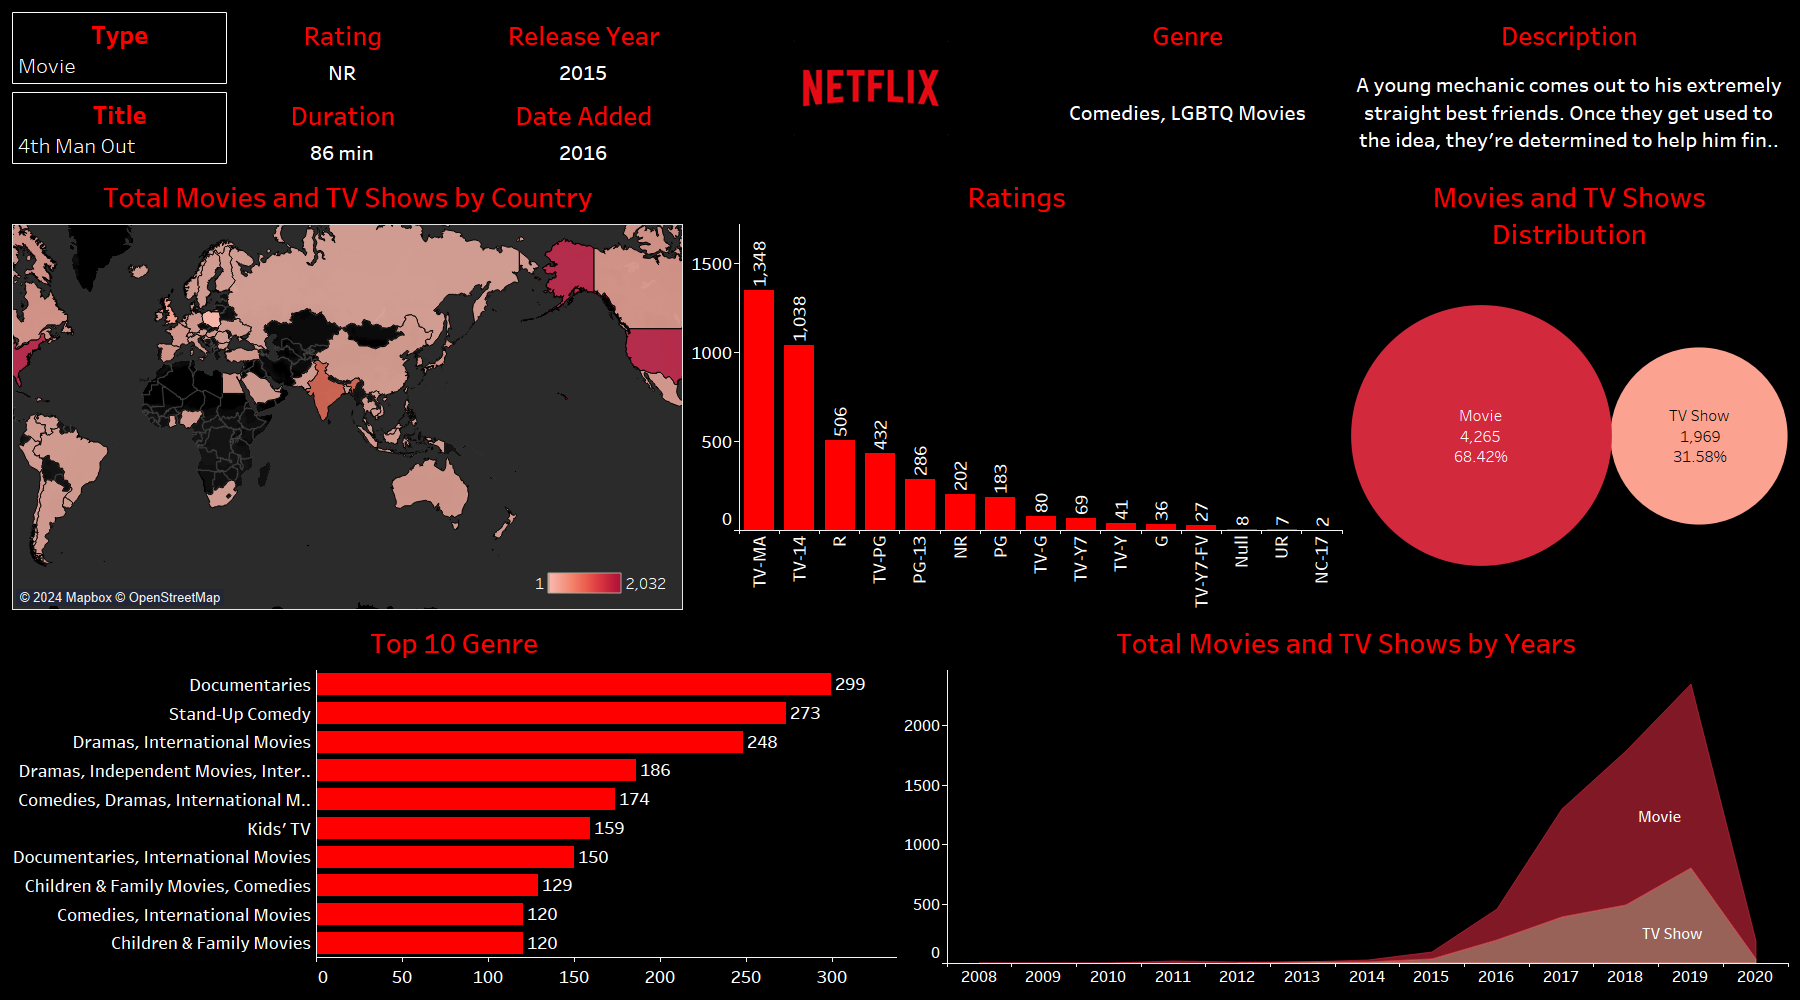 Type
Movie
Title
4th Man Out
Rating
NR
Duration
86 min
Release Year
2015
Date Added
2016
NETFLIX
Genre
Comedies, LGBTQ Movies
Description
A young mechanic comes out to his extremely
straight best friends. Once they get used to
the idea, they’re determined to help him fin..
Total Movies and TV Shows by Country
© 2024 Mapbox © OpenStreetMap
1
2,032
Ratings
1500
1000
500
0
1,348
1,038
506
432
286
202
183
80
69
41
36
27
8
7
2
TV-MA
TV-14
R
TV-PG
PG-13
NR
PG
TV-G
TV-Y7
TV-Y
G
TV-Y7-FV
Null
UR
NC-17
Movies and TV Shows
Distribution
Movie
4,265
68.42%
TV Show
1,969
31.58%
Top 10 Genre
Documentaries 299
Stand-Up Comedy 273
Dramas, International Movies 248
Dramas, Independent Movies, Inter.. 186
Comedies, Dramas, International M.. 174
Kids’ TV 159
Documentaries, International Movies 150
Children & Family Movies, Comedies 129
Comedies, International Movies 120
Children & Family Movies 120
0 50 100 150 200 250 300
Total Movies and TV Shows by Years
2000
1500
1000
500
0
Movie
TV Show
2008 2009 2010 2011 2012 2013 2014 2015 2016 2017 2018 2019 2020